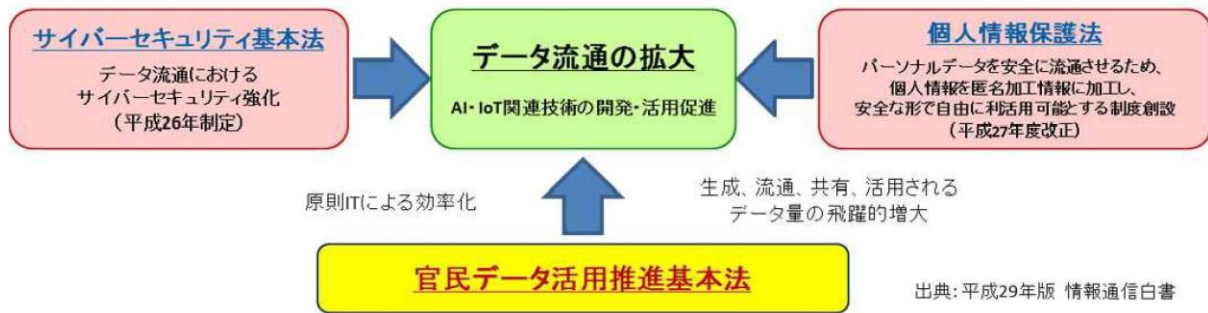 サイバーセキュリティ基本法
データ流通における
サイバーセキュリティ強化
（平成26年制定）
データ流通の拡大
AI・IoT関連技術の開発・活用促進
個人情報保護法
パーソナルデータを安全に流通させるため、
個人情報を匿名加工情報に加工し、
安全な形で自由に利活用可能とする制度創設
（平成27年度改正）
原則ITによる効率化
生成、流通、共有、活用される
データ量の飛躍的増大
官民データ活用推進基本法
出典：平成29年版 情報通信白書